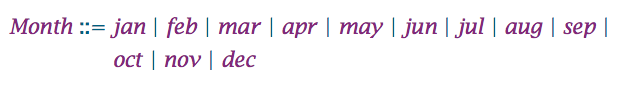 Month ::= jan | feb | mar | apr | may | jun | jul | aug | sep |
oct | nov | dec